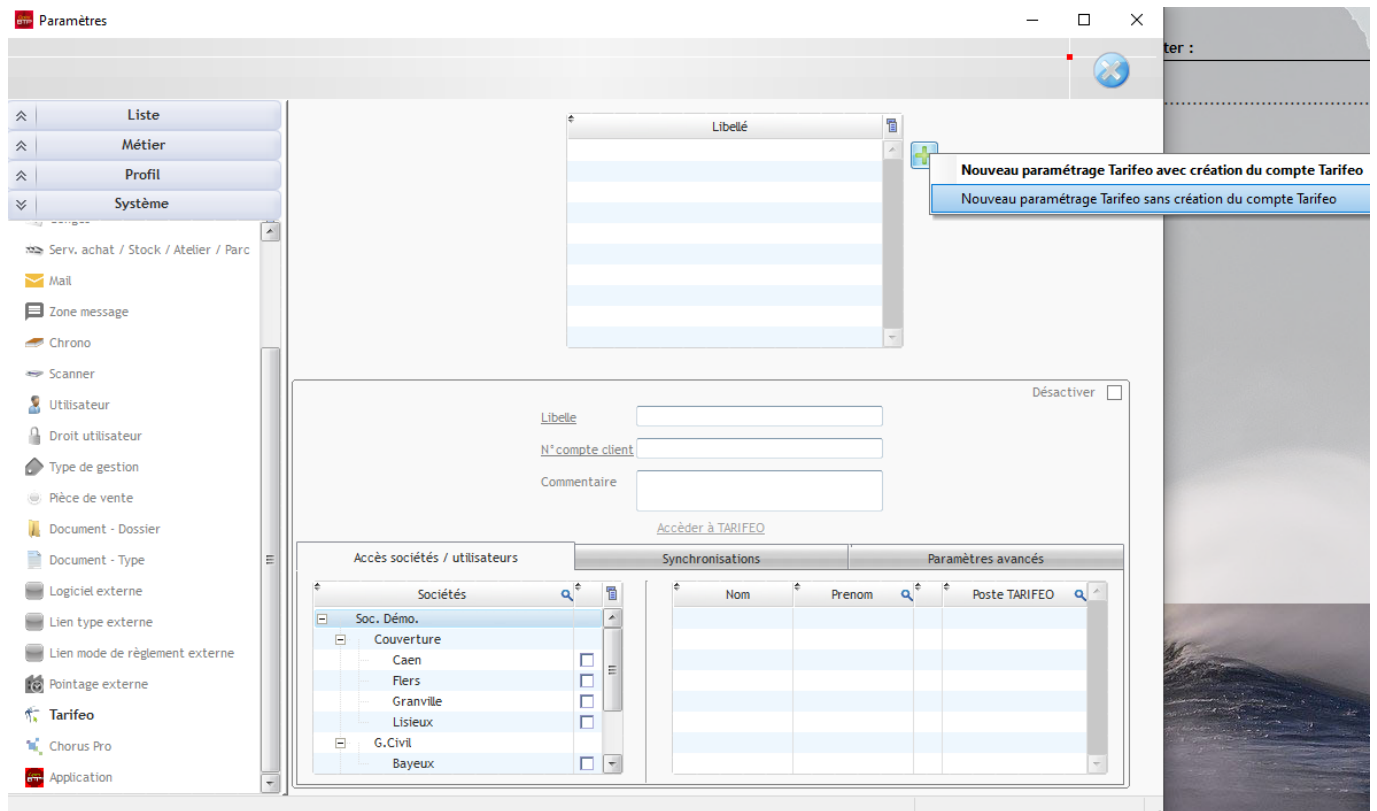 Paramètres
ter :
Liste
Métier
Profil
Système
Congés
Serv. achat / Stock / Atelier / Parc
Mail
Zone message
Chrono
Scanner
Utilisateur
Droit utilisateur
Type de gestion
Pièce de vente
Document - Dossier
Document - Type
Logiciel externe
Lien type externe
Lien mode de règlement externe
Pointage externe
Tarifeo
Chorus Pro
Application
Libellé
Nouveau paramétrage Tarifeo avec création du compte Tarifeo
Nouveau paramétrage Tarifeo sans création du compte Tarifeo
Désactiver
Libelle
N°compte client
Commentaire
Accèder à TARIFEO
Accès sociétés / utilisateurs Synchronisations Paramètres avancés
Sociétés Nom Prenom Poste TARIFEO
Soc. Démo.
Couverture
Caen
Flers
Granville
Lisieux
G.Civil
Bayeux